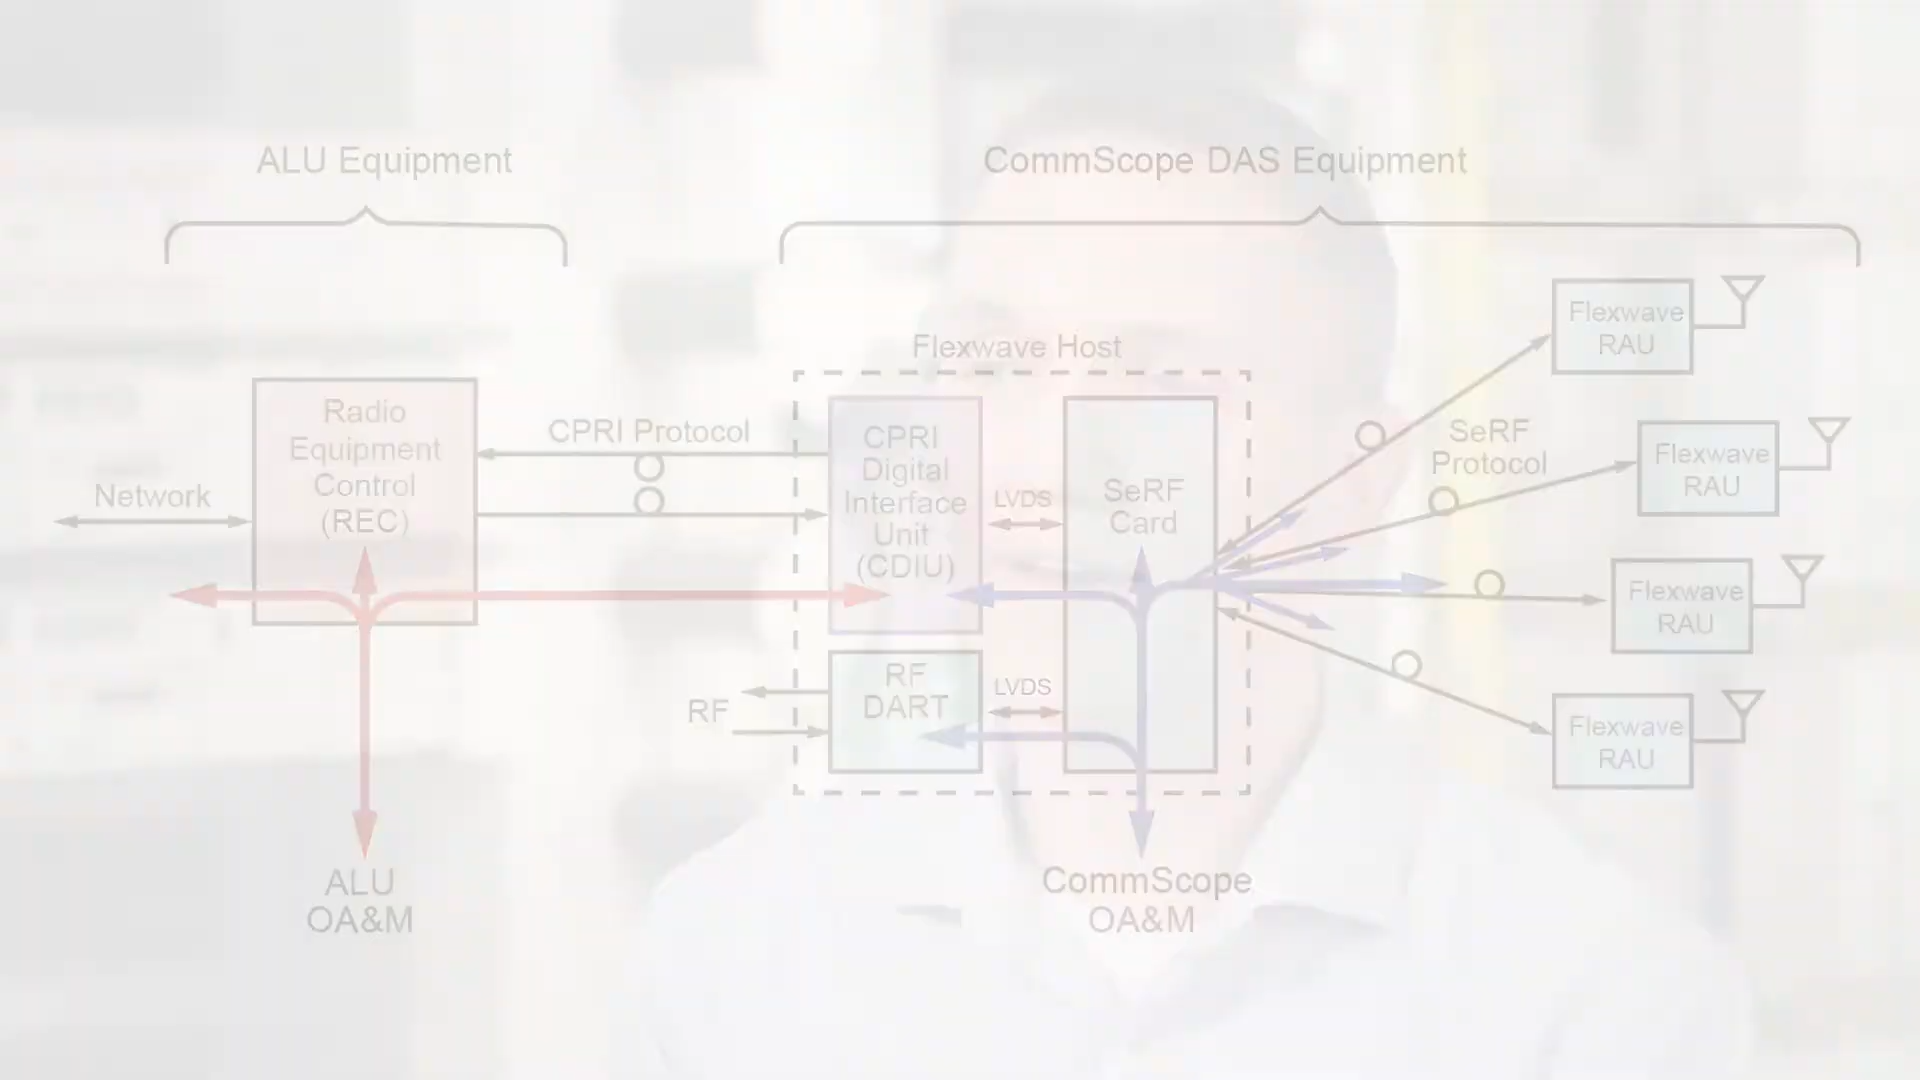 ALU Equipment
CommScope DAS Equipment
Flexwave Host
Radio
Equipment
Control
(REC)
Network
CPRI Protocol
CPRI
Digital
Interface
Unit
(CDIU)
LVDS
SeRF
Card
SeRF
Protocol
Flexwave
RAU
Flexwave
RAU
Flexwave
RAU
Flexwave
RAU
RF
RF
DART
LVDS
ALU
OA&M
CommScope
OA&M